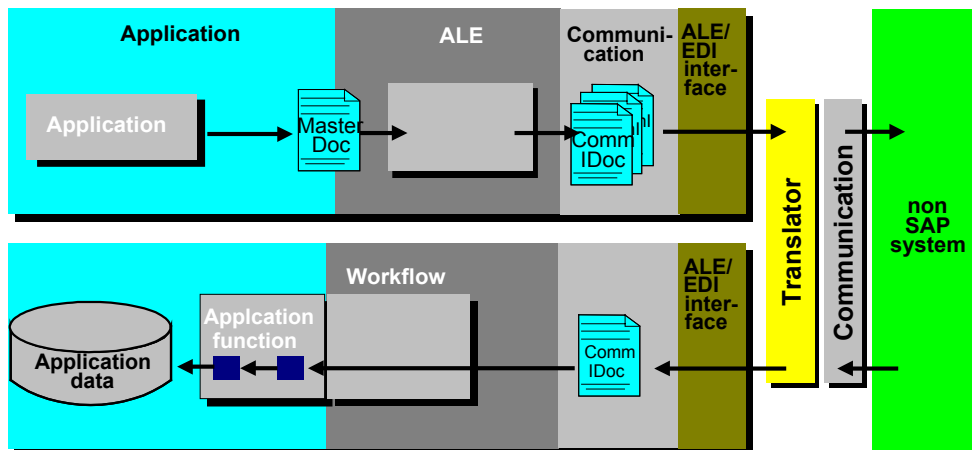 Application
ALE
Communi-
cation
ALE/
EDI
inter-
face
Application
Master
Doc
Comm
IDoc
Translator
Communication
non
SAP
system
Workflow
ALE/
EDI
inter-
face
Applcation
function
Application
data
Comm
IDoc